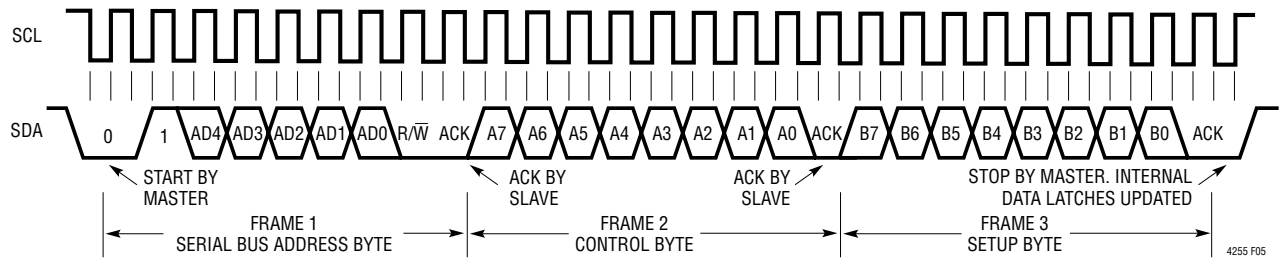 SCL
SDA 0 1 AD4 AD3 AD2 AD1 AD0 R/W̅ ACK A7 A6 A5 A4 A3 A2 A1 A0 ACK B7 B6 B5 B4 B3 B2 B1 B0 ACK
START BY
MASTER
ACK BY
SLAVE
ACK BY
SLAVE
STOP BY MASTER. INTERNAL
DATA LATCHES UPDATED
FRAME 1
SERIAL BUS ADDRESS BYTE
FRAME 2
CONTROL BYTE
FRAME 3
SETUP BYTE
4255 F05